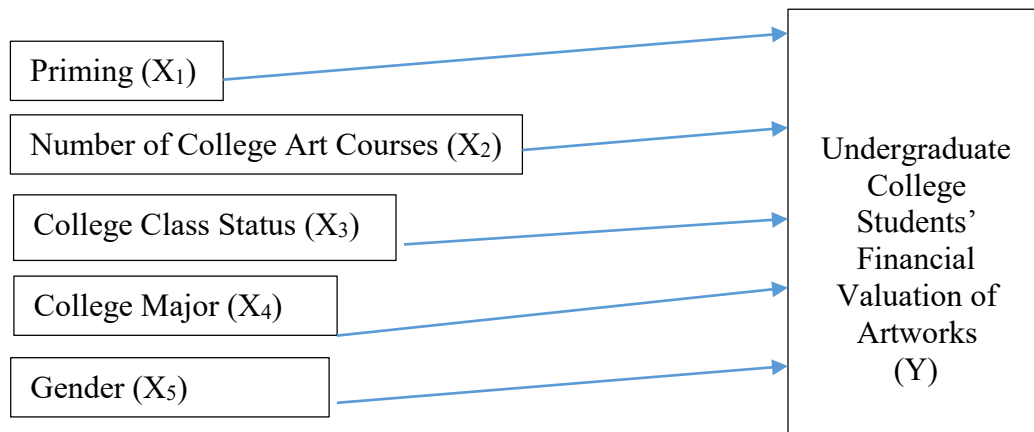 Priming (X₁)
Number of College Art Courses (X₂)
College Class Status (X₃)
College Major (X₄)
Gender (X₅)
Undergraduate
College
Students’
Financial
Valuation of
Artworks
(Y)